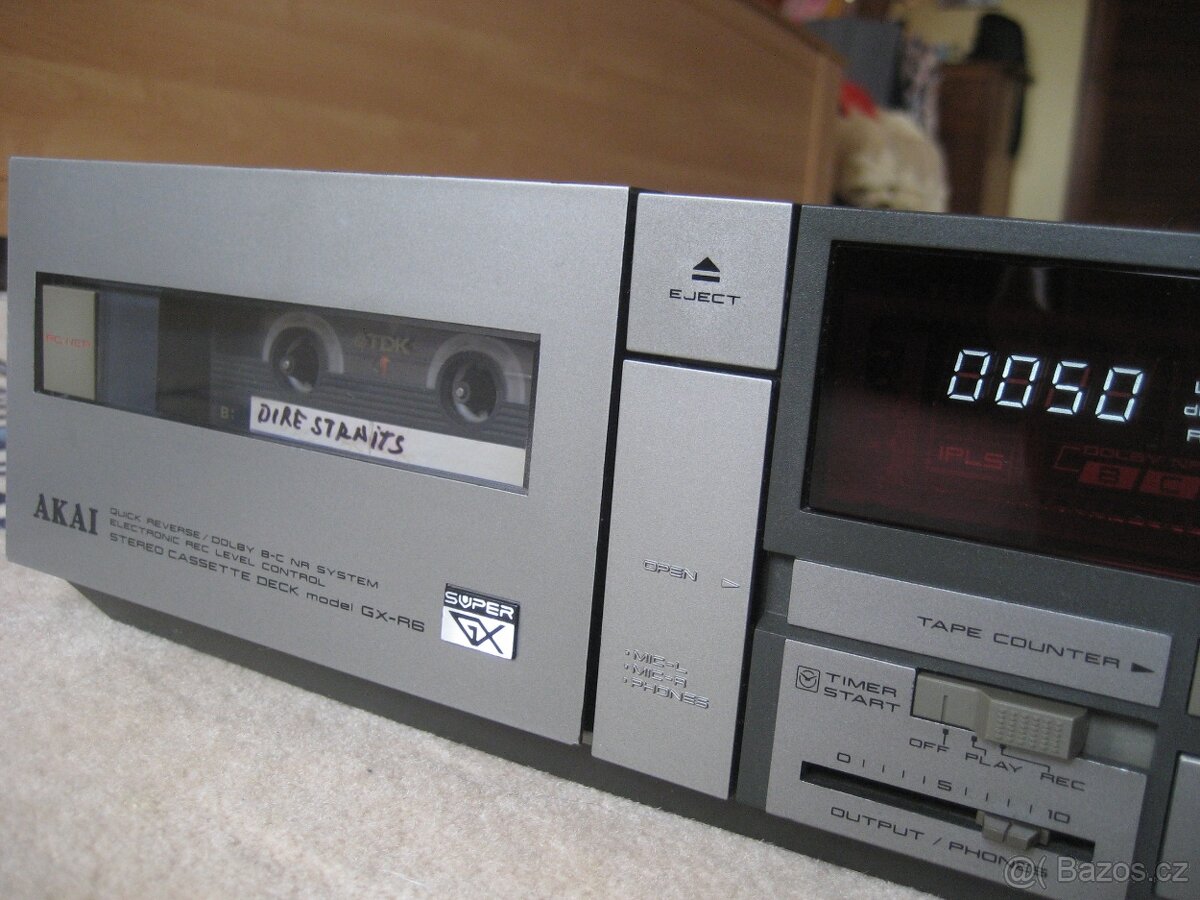 POWER
TDK
B:
DIRE STRAITS
AKAI
QUICK REVERSE / DOLBY B-C NR SYSTEM
ELECTRONIC REC LEVEL CONTROL
STEREO CASSETTE DECK model GX-R6
SUPER
GX
EJECT
OPEN
MIC-L
MIC-R
PHONES
0050
IPLS
DOLBY NR
B C
TAPE COUNTER
TIMER
START
OFF PLAY REC
0 5 10
OUTPUT / PHONES
@( Bazos.cz